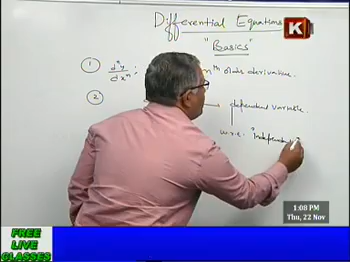 Differential Equations
"Basics"
① dⁿy/dxⁿ : nth order derivative.
② → dependent variable.
w.r.t. "independent
K
1:08 PM
Thu, 22 Nov
FREE
LIVE
CLASSES